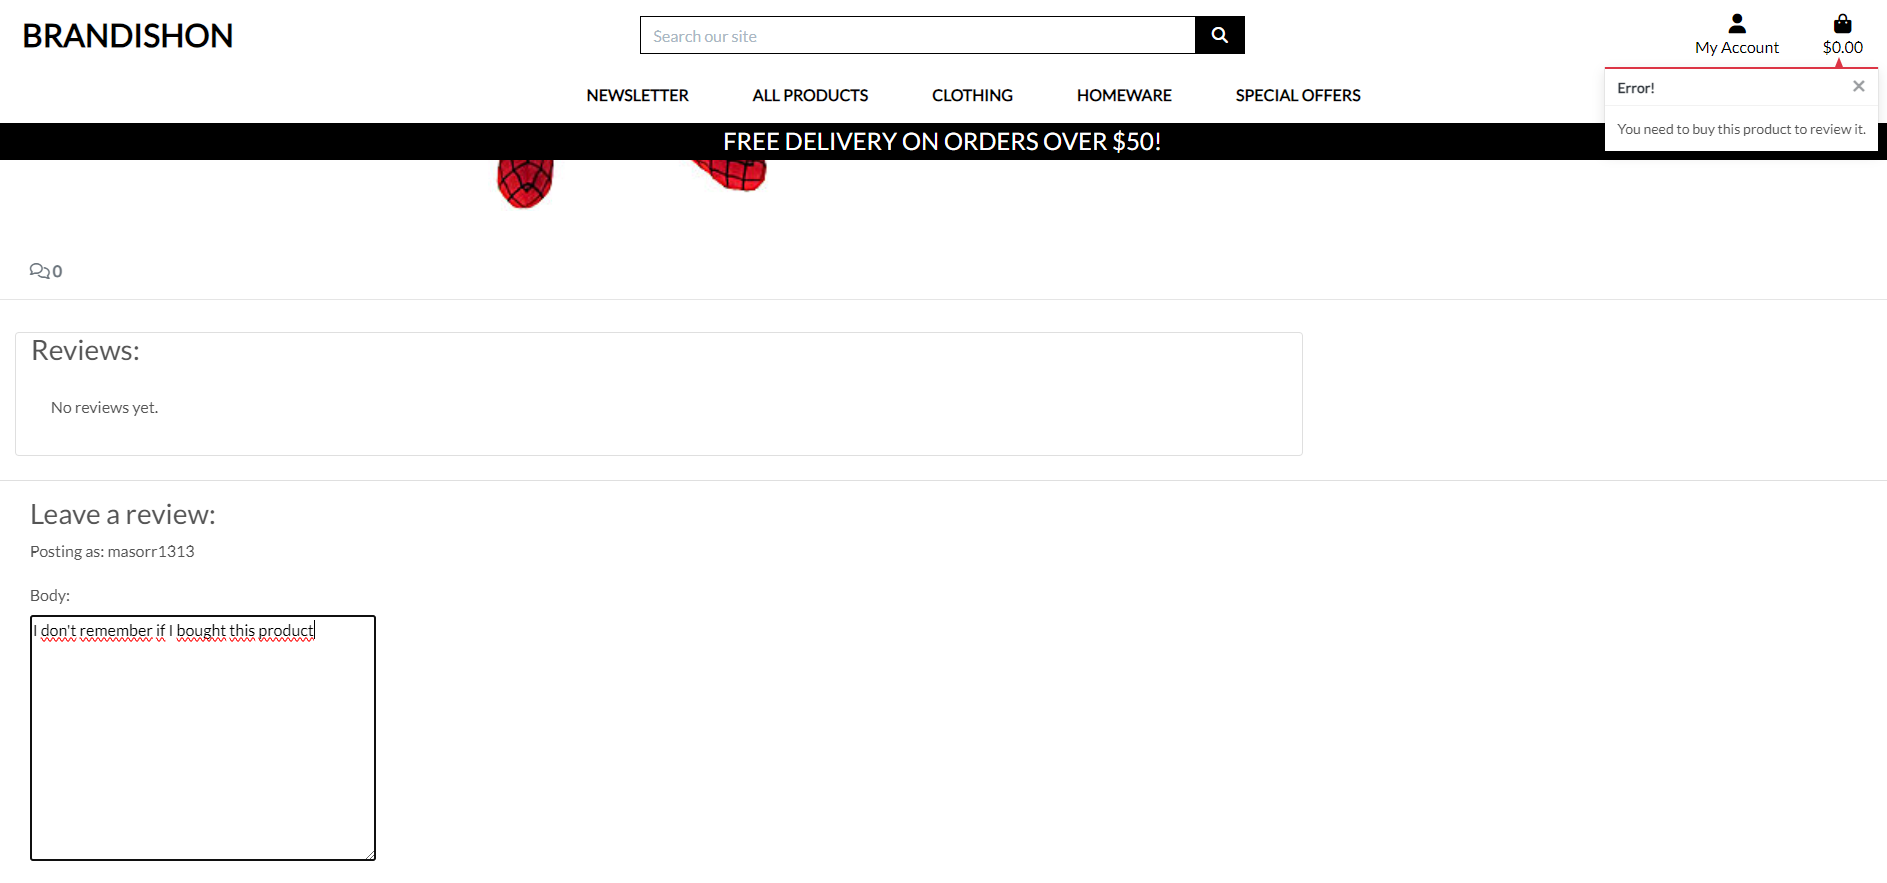 BRANDISHON
Search our site
My Account
$0.00
NEWSLETTER ALL PRODUCTS CLOTHING HOMEWARE SPECIAL OFFERS
Error!
You need to buy this product to review it.
FREE DELIVERY ON ORDERS OVER $50!
0
Reviews:
No reviews yet.
Leave a review:
Posting as: masorr1313
Body:
I don't remember if I bought this product